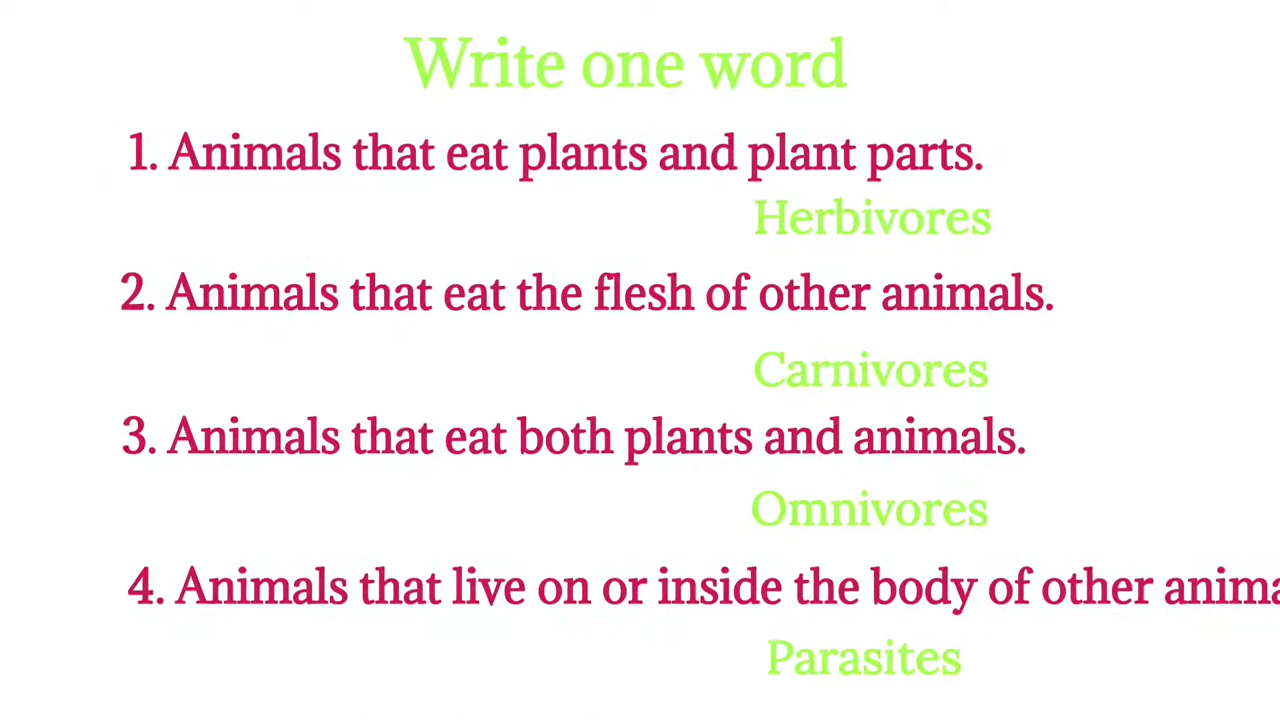 Write one word
1. Animals that eat plants and plant parts.
Herbivores
2. Animals that eat the flesh of other animals.
Carnivores
3. Animals that eat both plants and animals.
Omnivores
4. Animals that live on or inside the body of other
Parasites